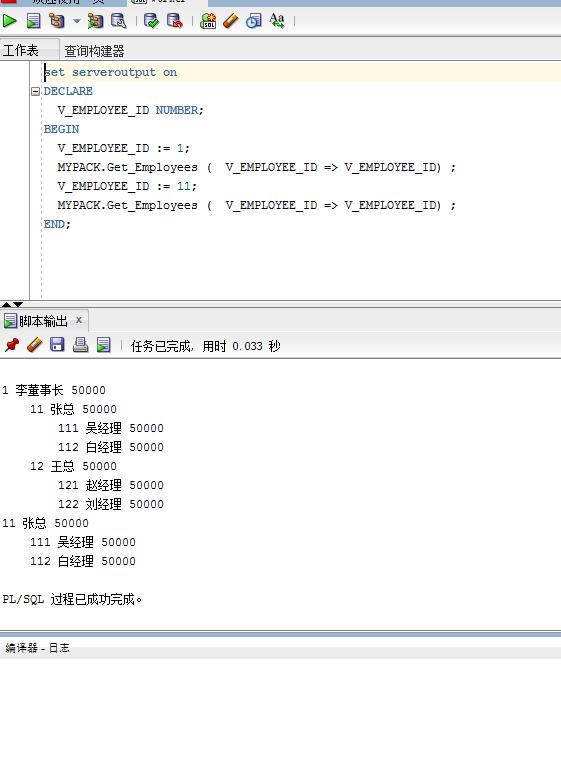 工作表 查询构建器
set serveroutput on
DECLARE
V_EMPLOYEE_ID NUMBER;
BEGIN
V_EMPLOYEE_ID := 1;
MYPACK.Get_Employees (  V_EMPLOYEE_ID => V_EMPLOYEE_ID) ;
V_EMPLOYEE_ID := 11;
MYPACK.Get_Employees (  V_EMPLOYEE_ID => V_EMPLOYEE_ID) ;
END;
脚本输出 x
任务已完成, 用时 0.033 秒
1 李董事长 50000
11 张总 50000
111 吴经理 50000
112 白经理 50000
12 王总 50000
121 赵经理 50000
122 刘经理 50000
11 张总 50000
111 吴经理 50000
112 白经理 50000
PL/SQL 过程已成功完成。
编译器 - 日志